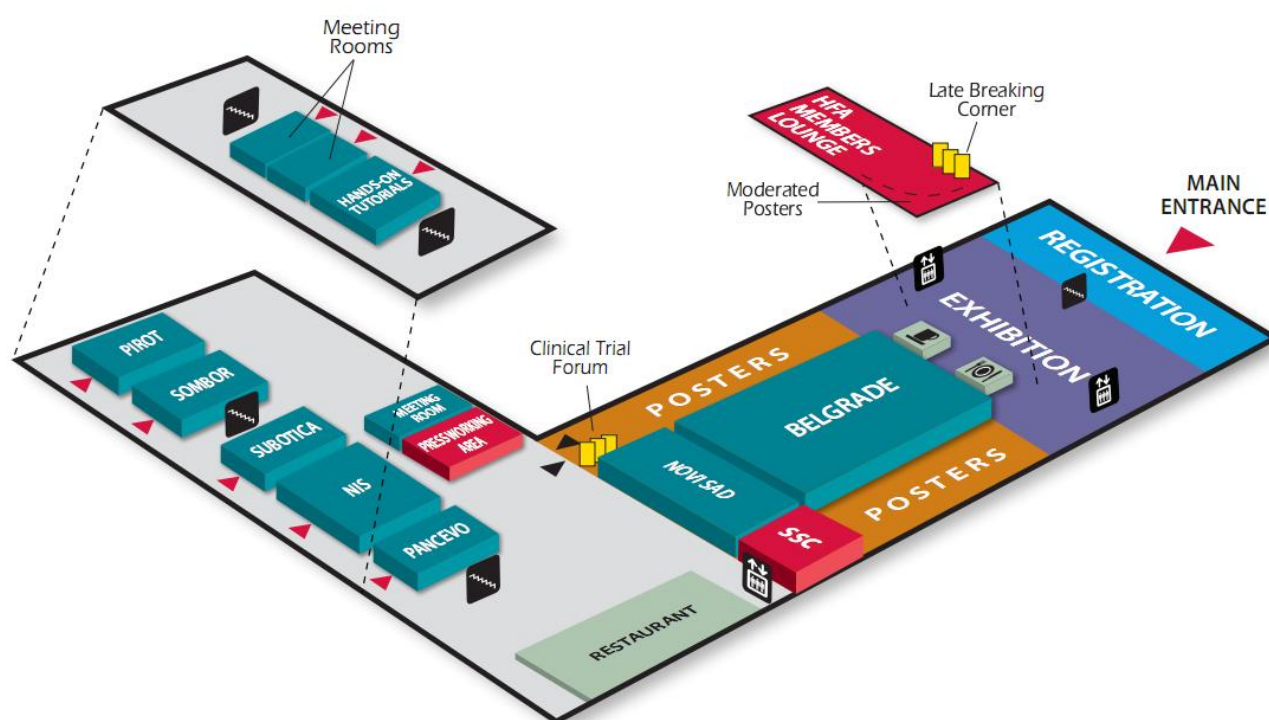 Meeting
Rooms
HANDS-ON
TUTORIALS
HFA
MEMBERS
LOUNGE
Late Breaking
Corner
Moderated
Posters
MAIN
ENTRANCE
REGISTRATION
EXHIBITION
PIROT
SOMBOR
SUBOTICA
NIS
PANCEVO
MEETING
ROOM
PRESS WORKING
AREA
Clinical Trial
Forum
POSTERS
BELGRADE
NOVI SAD
SSC
POSTERS
RESTAURANT